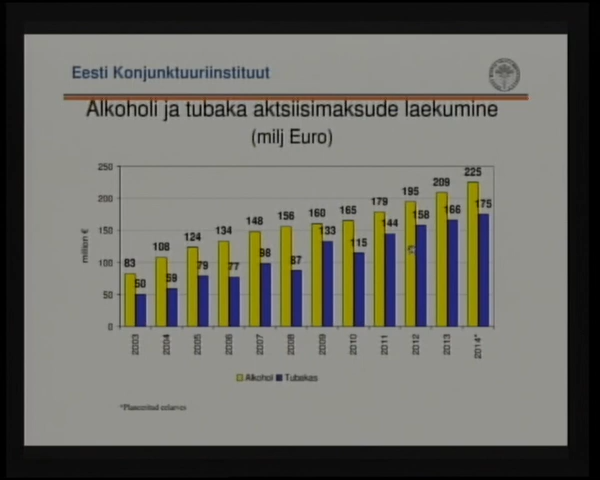 Eesti Konjunktuuriinstituut
Alkoholi ja tubaka aktsiisimaksude laekumine
(milj Euro)
250
200
150
100
50
0
miljon €
83 50
108 59
124 79
134 77
148 98
156 87
160 133
165 115
179 144
195 158
209 166
225 175
2003 2004 2005 2006 2007 2008 2009 2010 2011 2012 2013 2014*
Alkohol Tubakas
*Planeeritud eelarves